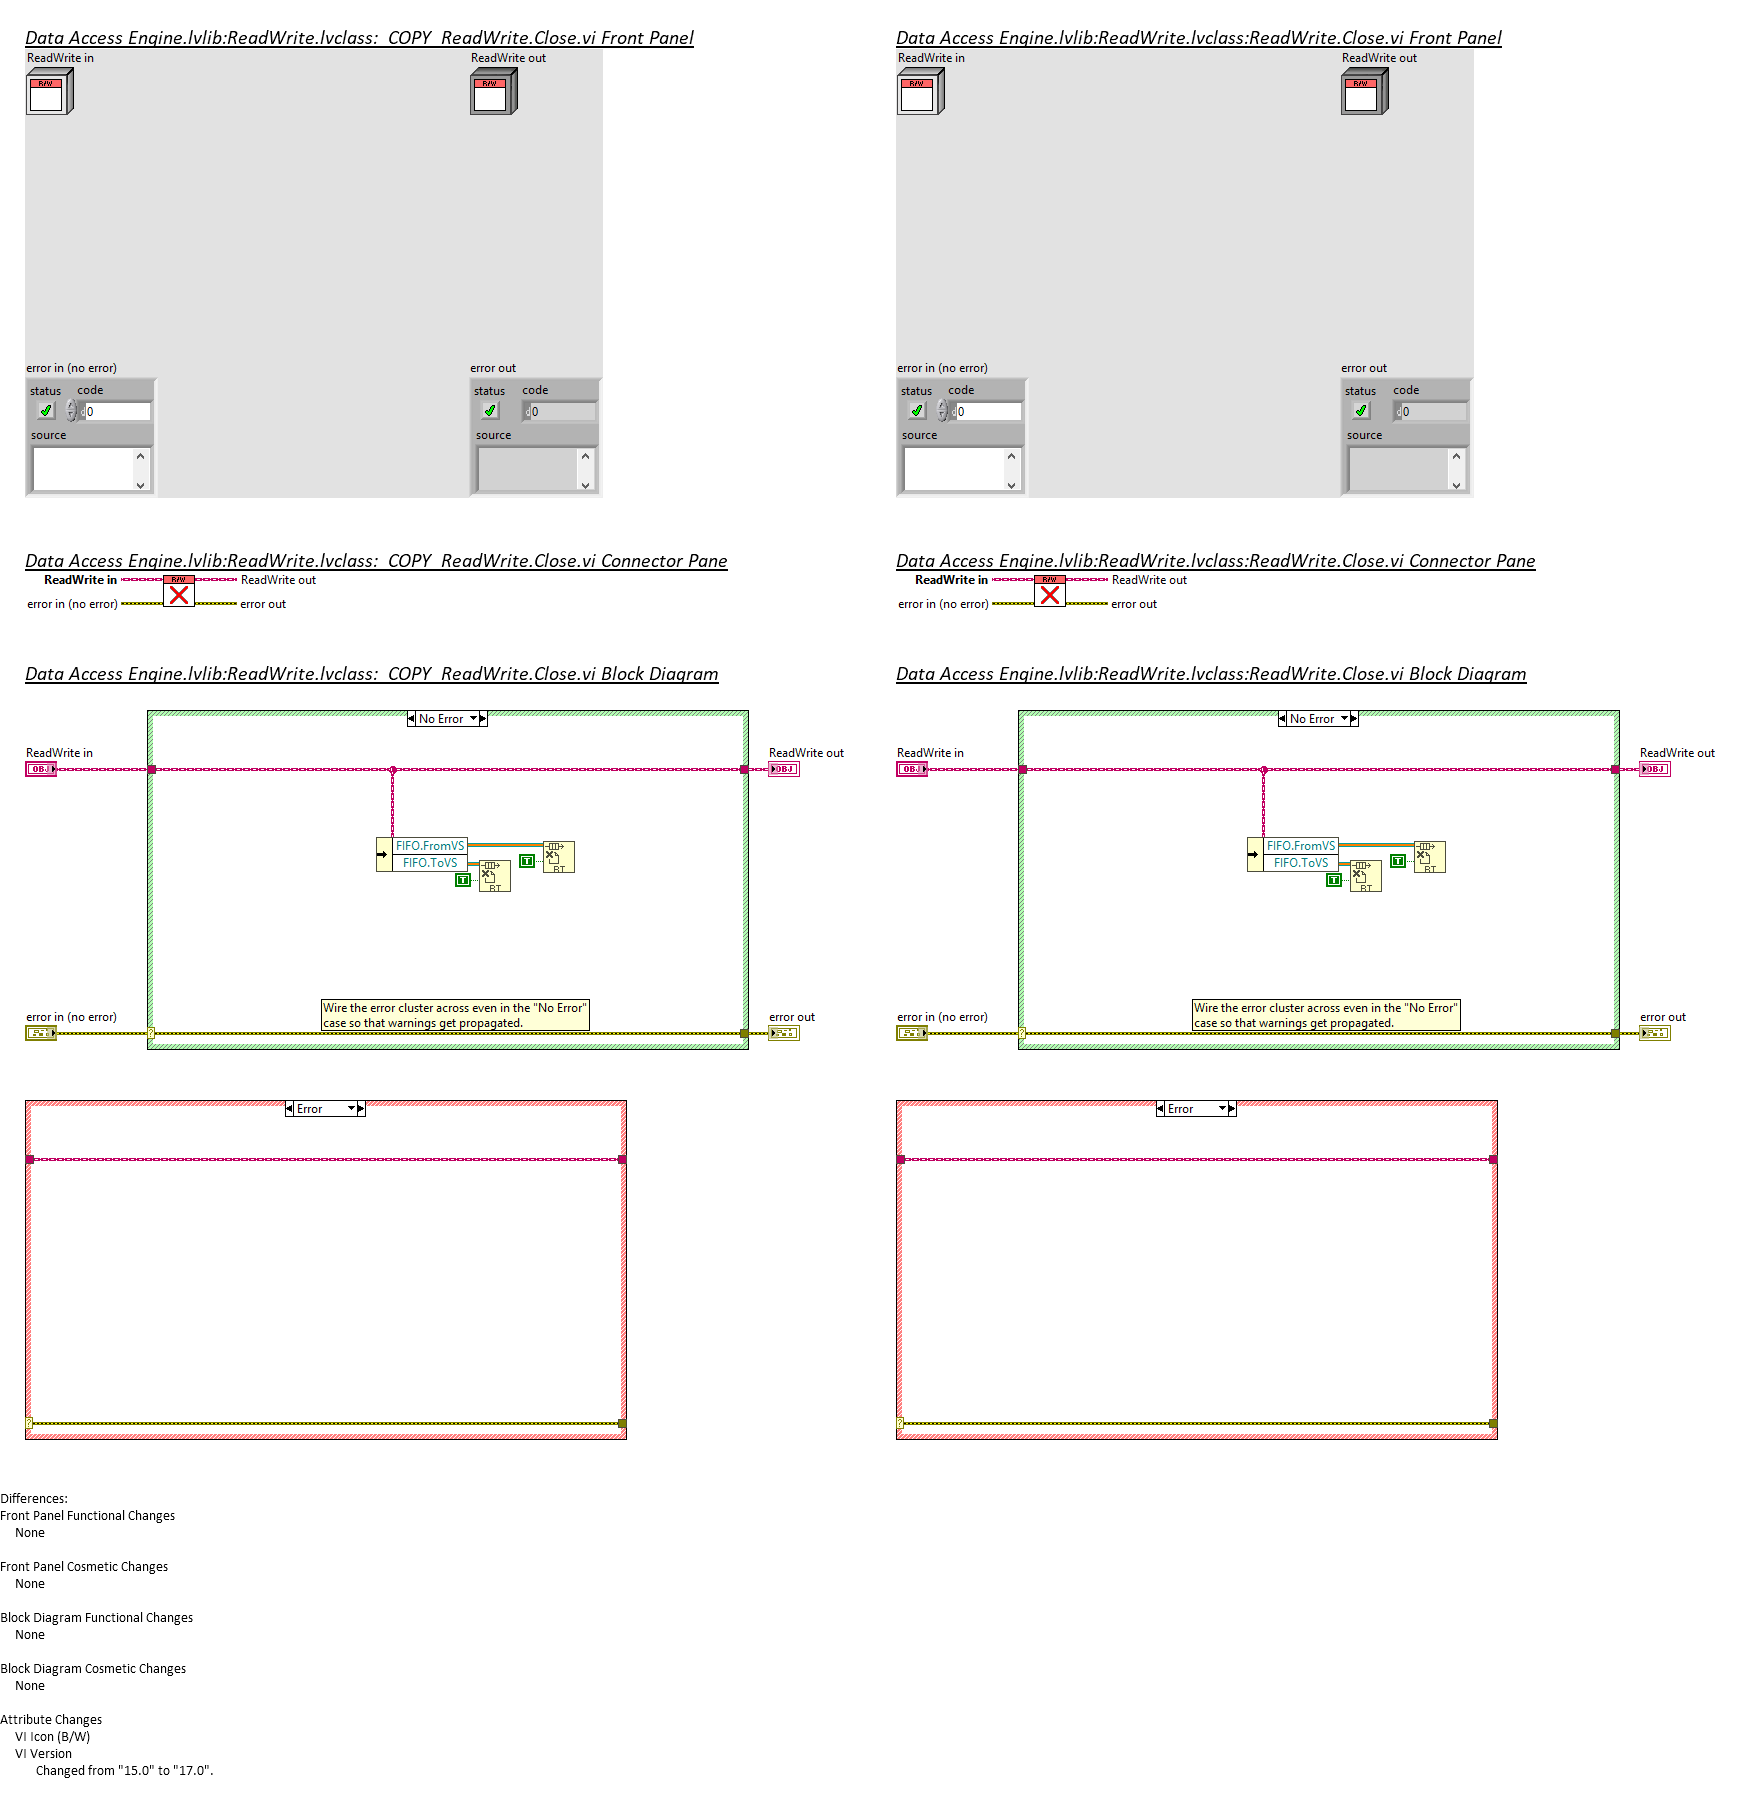 Data Access Engine.lvlib:ReadWrite.lvclass:  COPY  ReadWrite.Close.vi Front Panel
ReadWrite in
R/W
ReadWrite out
R/W
error in (no error)
status code
d 0
source
error out
status code
d 0
source
Data Access Engine.lvlib:ReadWrite.lvclass:ReadWrite.Close.vi Front Panel
ReadWrite in
R/W
ReadWrite out
R/W
error in (no error)
status code
d 0
source
error out
status code
d 0
source
Data Access Engine.lvlib:ReadWrite.lvclass:  COPY  ReadWrite.Close.vi Connector Pane
ReadWrite in
R/W
ReadWrite out
error in (no error)
error out
Data Access Engine.lvlib:ReadWrite.lvclass:ReadWrite.Close.vi Connector Pane
ReadWrite in
R/W
ReadWrite out
error in (no error)
error out
Data Access Engine.lvlib:ReadWrite.lvclass:  COPY  ReadWrite.Close.vi Block Diagram
No Error
ReadWrite in
OBJ
ReadWrite out
OBJ
FIFO.FromVS
FIFO.ToVS
T
RT
T
RT
Wire the error cluster across even in the "No Error"
case so that warnings get propagated.
error in (no error)
?
error out
Error
?
Data Access Engine.lvlib:ReadWrite.lvclass:ReadWrite.Close.vi Block Diagram
No Error
ReadWrite in
OBJ
ReadWrite out
OBJ
FIFO.FromVS
FIFO.ToVS
T
RT
T
RT
Wire the error cluster across even in the "No Error"
case so that warnings get propagated.
error in (no error)
?
error out
Error
?
Differences:
Front Panel Functional Changes
None
Front Panel Cosmetic Changes
None
Block Diagram Functional Changes
None
Block Diagram Cosmetic Changes
None
Attribute Changes
VI Icon (B/W)
VI Version
Changed from "15.0" to "17.0".